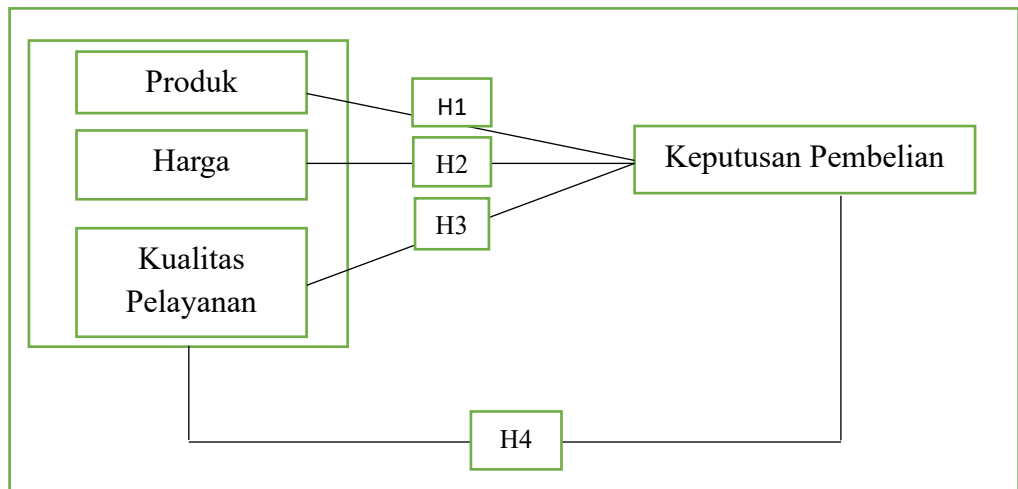 Produk
H1
Harga
H2
Keputusan Pembelian
H3
Kualitas
Pelayanan
H4